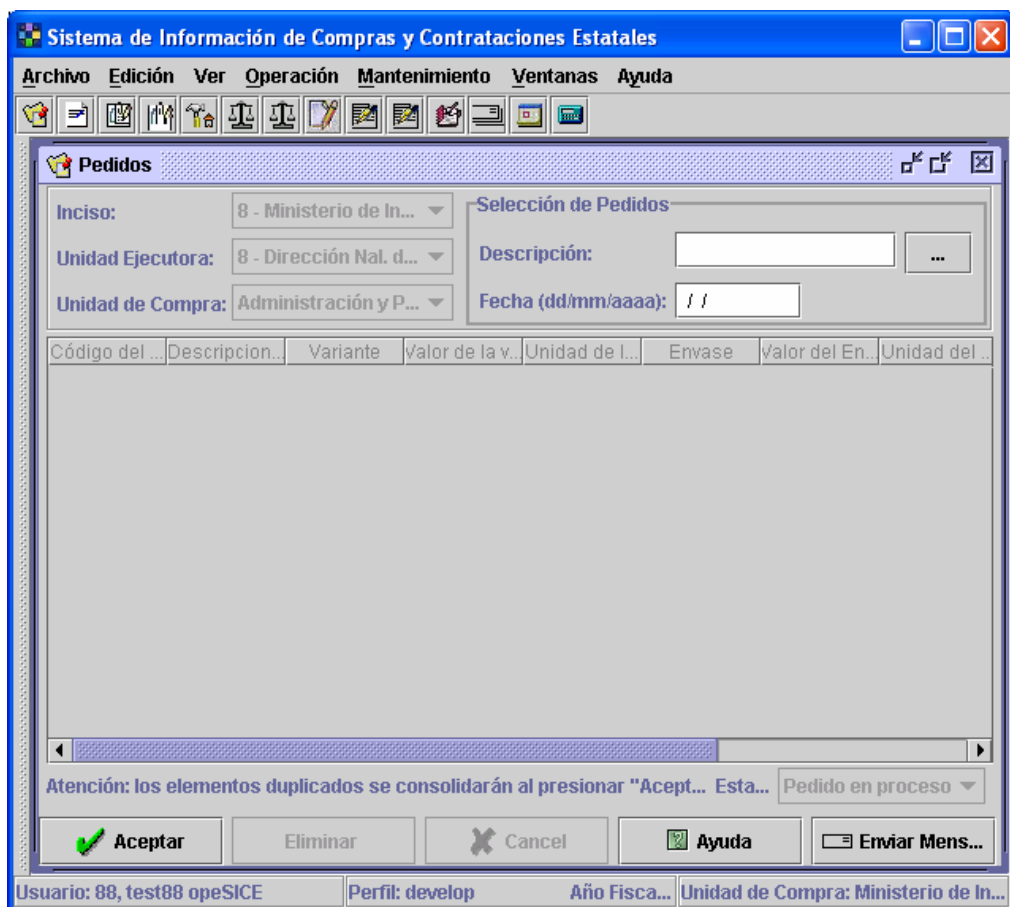 Sistema de Información de Compras y Contrataciones Estatales
Archivo Edición Ver Operación Mantenimiento Ventanas Ayuda
Pedidos
Inciso: 8 - Ministerio de In...
Unidad Ejecutora: 8 - Dirección Nal. d...
Unidad de Compra: Administración y P...
Selección de Pedidos
Descripción: ...
Fecha (dd/mm/aaaa): / /
Código del ... Descripcion... Variante Valor de la v... Unidad de l... Envase Valor del En... Unidad del ..
Atención: los elementos duplicados se consolidarán al presionar "Acept... Esta... Pedido en proceso
Aceptar Eliminar Cancel Ayuda Enviar Mens...
Usuario: 88, test88 opeSICE Perfil: develop Año Fisca... Unidad de Compra: Ministerio de In...